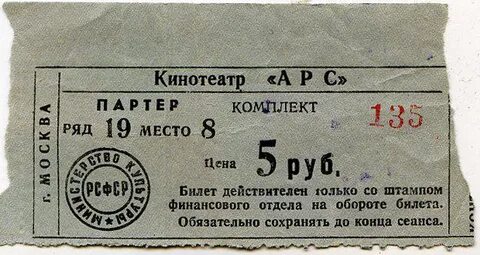 Кинотеатр «АРС»
г. МОСКВА
ПАРТЕР КОМПЛЕКТ
135
РЯД 19 МЕСТО 8
Цена 5 руб.
МИНИСТЕРСТВО КУЛЬТУРЫ
РСФСР
Билет действителен только со штампом
финансового отдела на обороте билета.
Обязательно сохранять до конца сеанса.